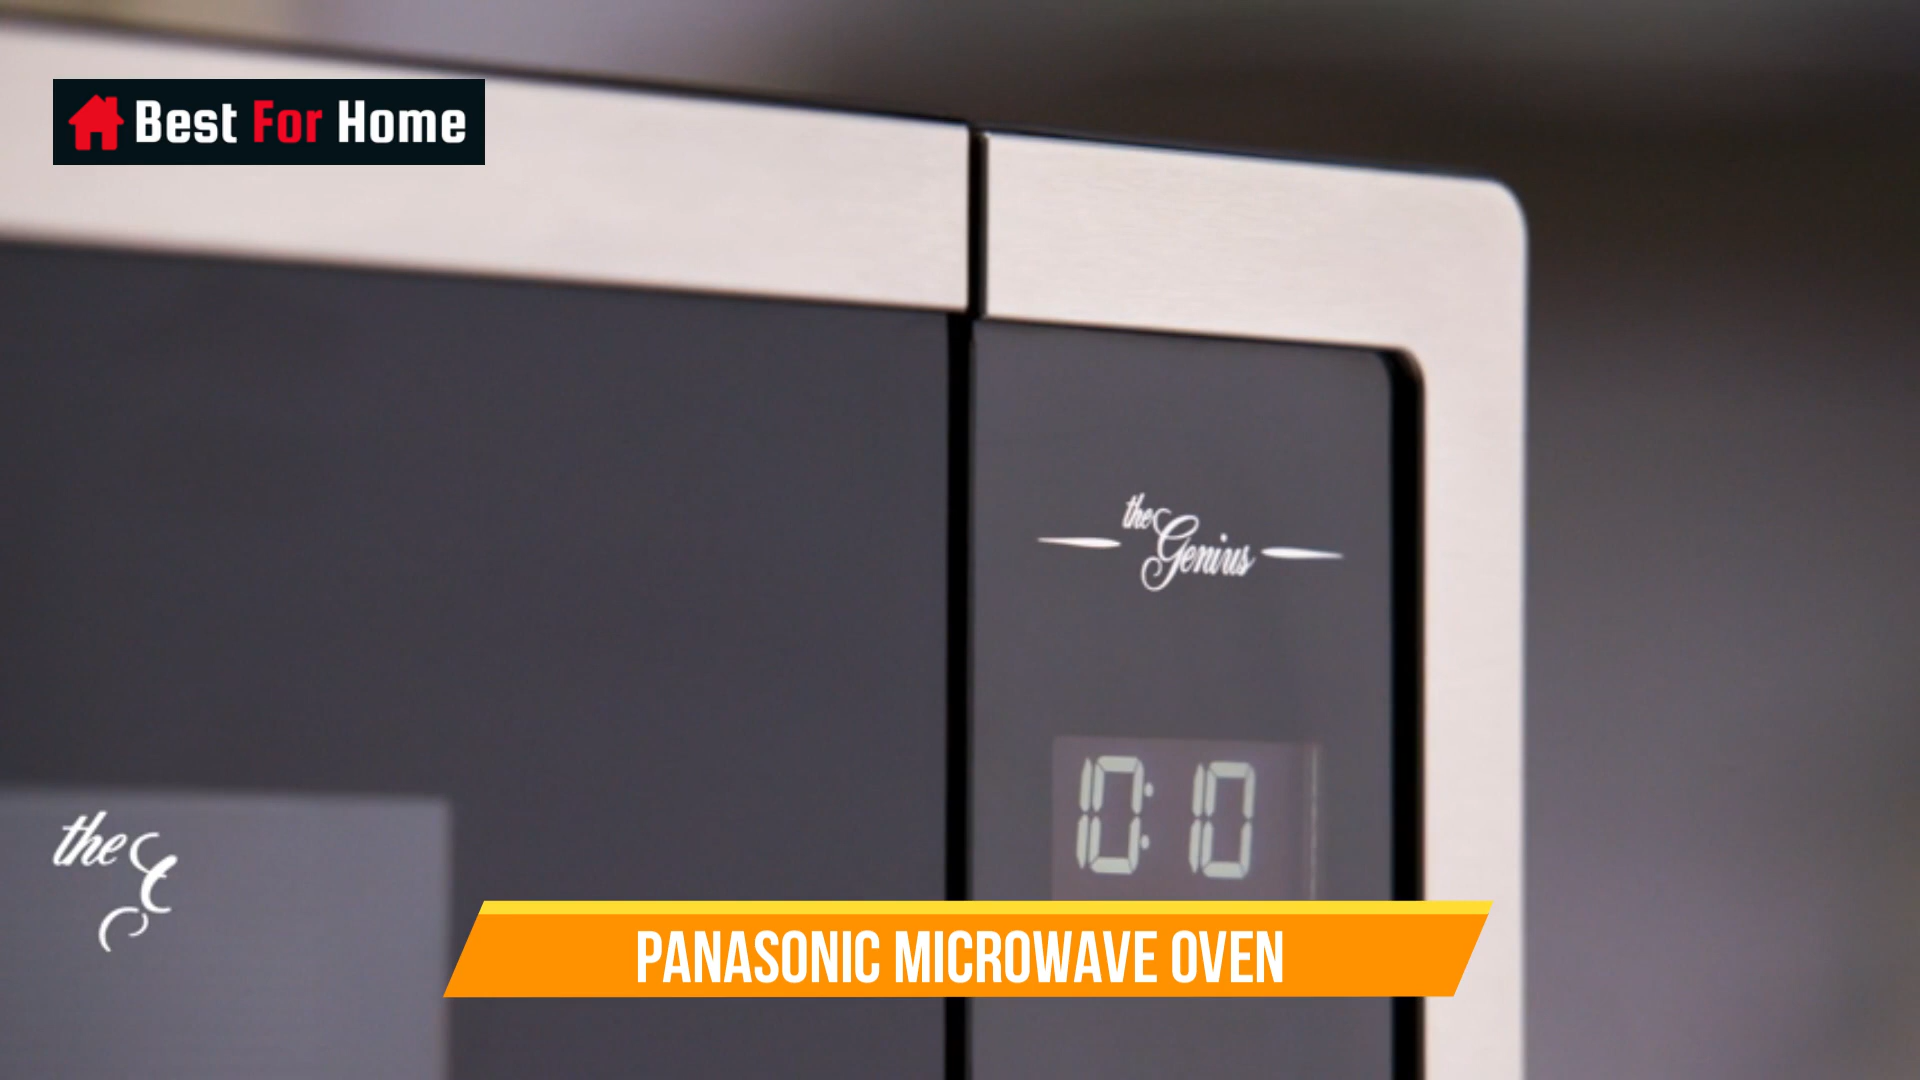 Best For Home
the Genius
10:10
the
PANASONIC MICROWAVE OVEN